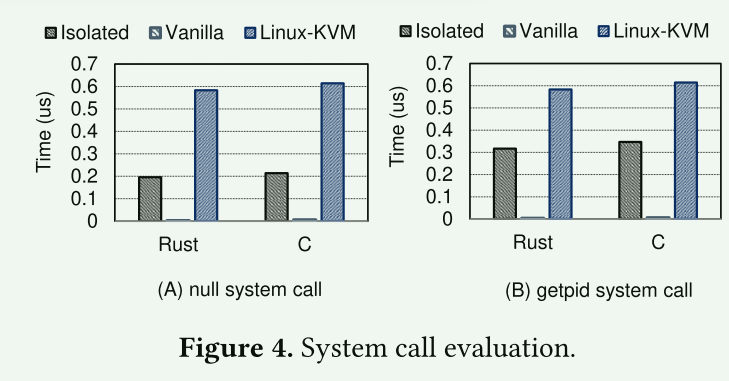 Isolated Vanilla Linux-KVM
Time (us)
0.7
0.6
0.5
0.4
0.3
0.2
0.1
0
Rust C
(A) null system call
Isolated Vanilla Linux-KVM
Time (us)
0.7
0.6
0.5
0.4
0.3
0.2
0.1
0
Rust C
(B) getpid system call
Figure 4. System call evaluation.